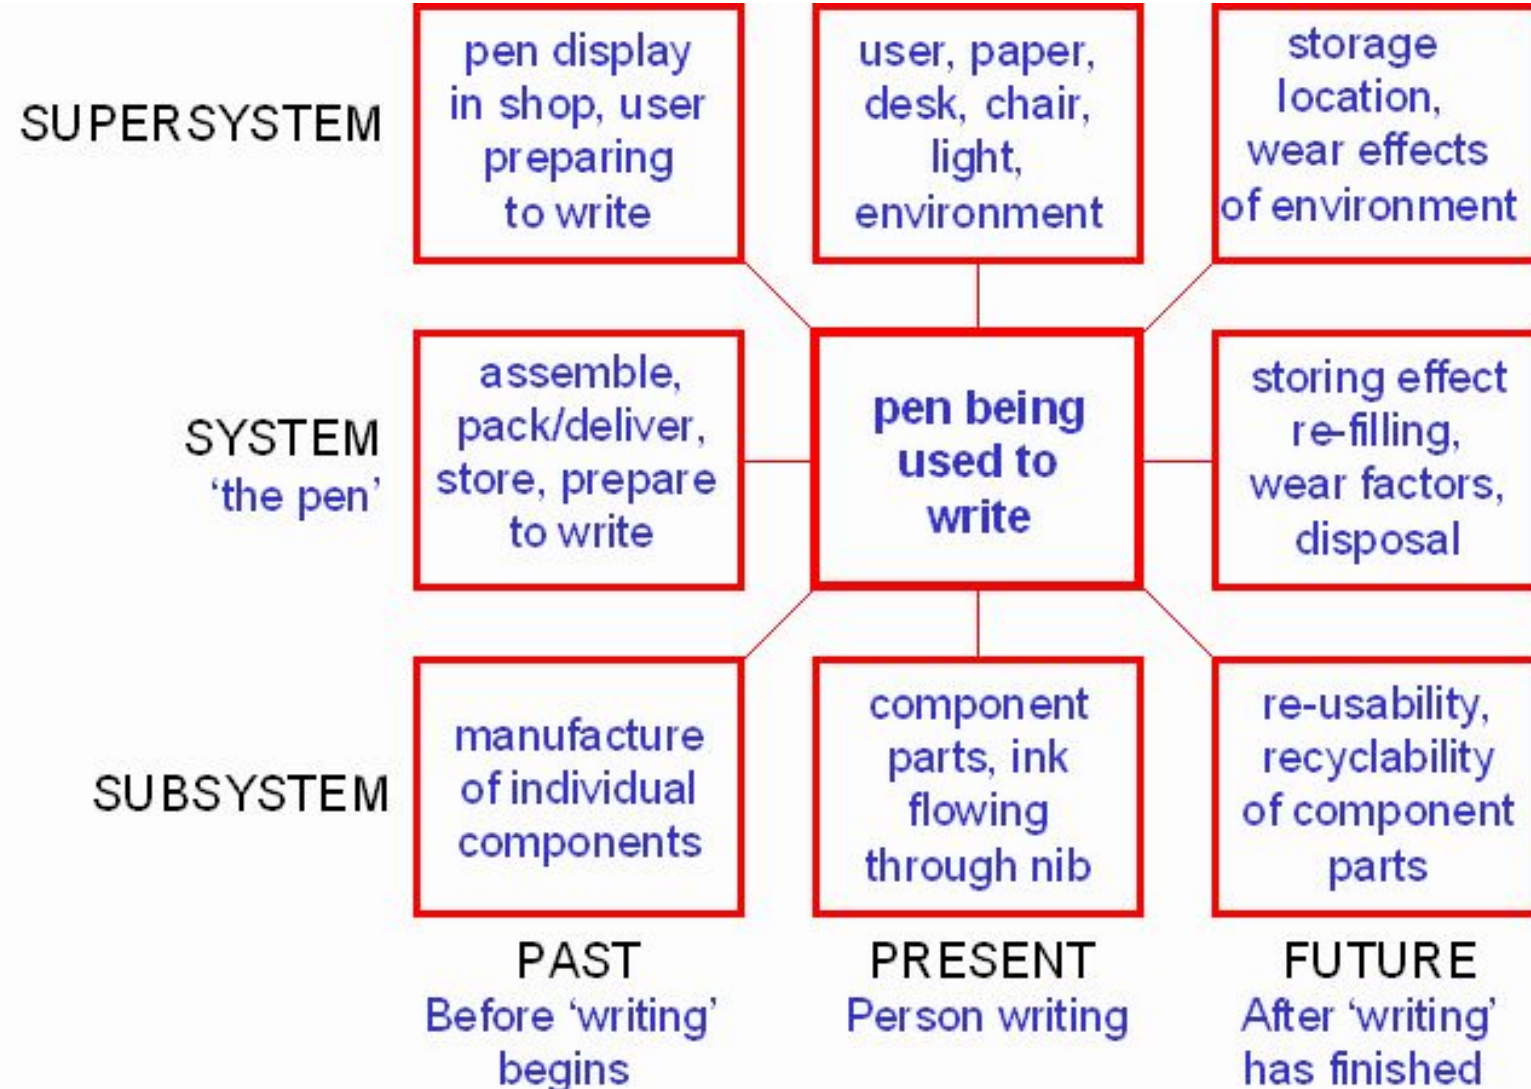 SUPERSYSTEM
pen display
in shop, user
preparing
to write
user, paper,
desk, chair,
light,
environment
storage
location,
wear effects
of environment
SYSTEM
‘the pen’
assemble,
pack/deliver,
store, prepare
to write
pen being
used to
write
storing effect
re-filling,
wear factors,
disposal
SUBSYSTEM
manufacture
of individual
components
component
parts, ink
flowing
through nib
re-usability,
recyclability
of component
parts
PAST
Before ‘writing’
begins
PRESENT
Person writing
FUTURE
After ‘writing’
has finished